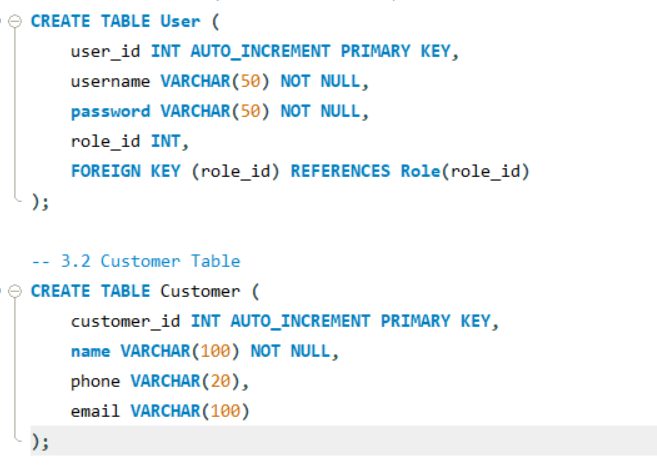 CREATE TABLE User (
user_id INT AUTO_INCREMENT PRIMARY KEY,
username VARCHAR(50) NOT NULL,
password VARCHAR(50) NOT NULL,
role_id INT,
FOREIGN KEY (role_id) REFERENCES Role(role_id)
);
-- 3.2 Customer Table
CREATE TABLE Customer (
customer_id INT AUTO_INCREMENT PRIMARY KEY,
name VARCHAR(100) NOT NULL,
phone VARCHAR(20),
email VARCHAR(100)
);